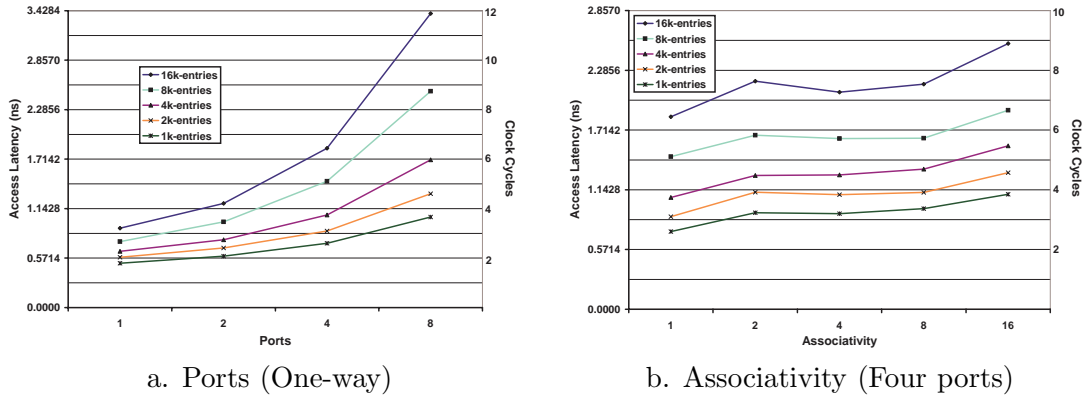 3.4284
2.8570
2.2856
1.7142
1.1428
0.5714
0.0000
Access Latency (ns)
16k-entries
8k-entries
4k-entries
2k-entries
1k-entries
12
10
8
6
4
2
Clock Cycles
1 2 4 8
Ports
a. Ports (One-way)
2.8570
2.2856
1.7142
1.1428
0.5714
0.0000
Access Latency (ns)
16k-entries
8k-entries
4k-entries
2k-entries
1k-entries
10
8
6
4
2
Clock Cycles
1 2 4 8 16
Associativity
b. Associativity (Four ports)